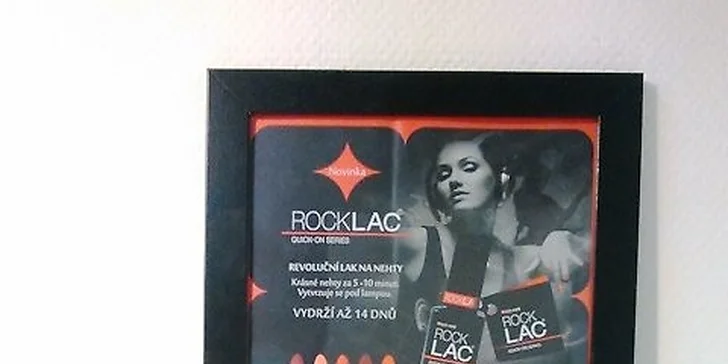 Novinka
ROCKLAC
QUICK-ON SERIES
REVOLUČNÍ LAK NA NEHTY
Krásné nehty za 5 -10 minut
Vytvrzuje se pod lampou
VYDRŽÍ AŽ 14 DNŮ
ROCKLAC
ROCK
LAC
ROCK
LAC